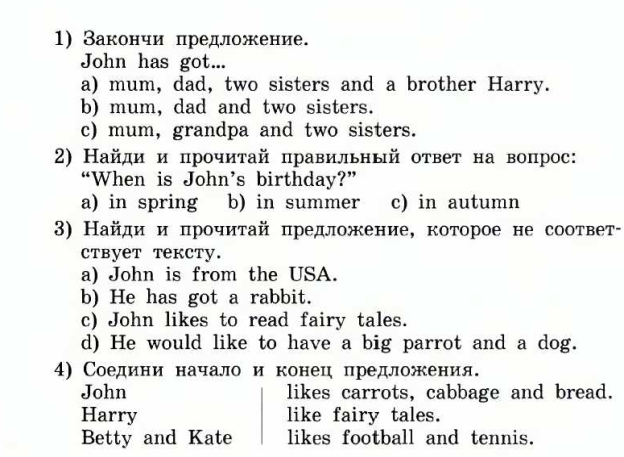 1) Закончи предложение.
John has got...
a) mum, dad, two sisters and a brother Harry.
b) mum, dad and two sisters.
c) mum, grandpa and two sisters.
2) Найди и прочитай правильный ответ на вопрос:
“When is John’s birthday?”
a) in spring b) in summer c) in autumn
3) Найди и прочитай предложение, которое не соответ-
ствует тексту.
a) John is from the USA.
b) He has got a rabbit.
c) John likes to read fairy tales.
d) He would like to have a big parrot and a dog.
4) Соедини начало и конец предложения.
John | likes carrots, cabbage and bread.
Harry | like fairy tales.
Betty and Kate | likes football and tennis.